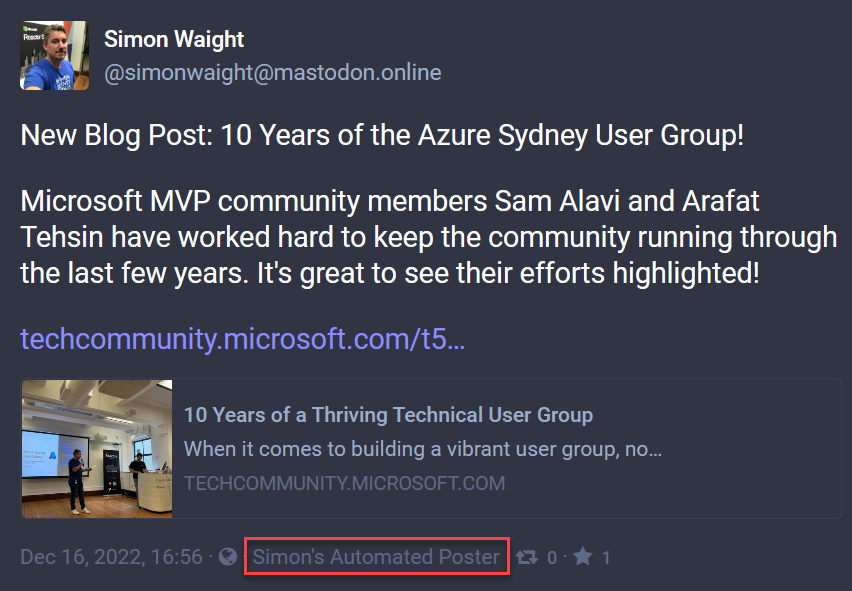 Simon Waight
@simonwaight@mastodon.online
New Blog Post: 10 Years of the Azure Sydney User Group!
Microsoft MVP community members Sam Alavi and Arafat
Tehsin have worked hard to keep the community running through
the last few years. It's great to see their efforts highlighted!
techcommunity.microsoft.com/t5…
10 Years of a Thriving Technical User Group
When it comes to building a vibrant user group, no…
TECHCOMMUNITY.MICROSOFT.COM
Dec 16, 2022, 16:56 · Simon's Automated Poster 0 · 1